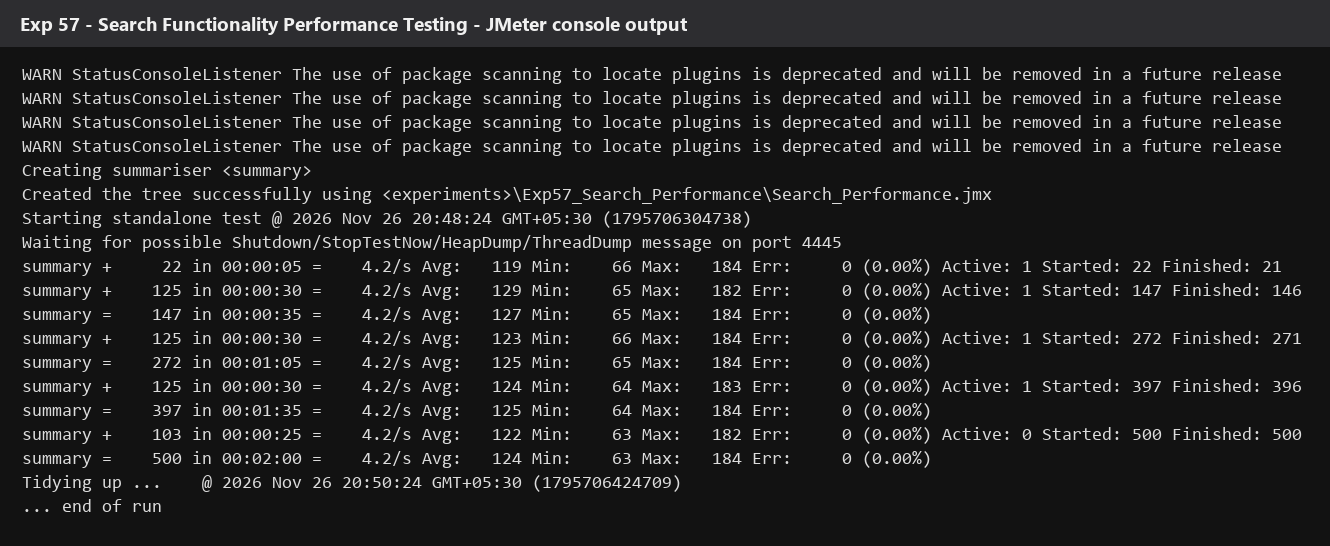 Exp 57 - Search Functionality Performance Testing - JMeter console output
WARN StatusConsoleListener The use of package scanning to locate plugins is deprecated and will be removed in a future release
WARN StatusConsoleListener The use of package scanning to locate plugins is deprecated and will be removed in a future release
WARN StatusConsoleListener The use of package scanning to locate plugins is deprecated and will be removed in a future release
WARN StatusConsoleListener The use of package scanning to locate plugins is deprecated and will be removed in a future release
Creating summariser <summary>
Created the tree successfully using <experiments>\Exp57_Search_Performance\Search_Performance.jmx
Starting standalone test @ 2026 Nov 26 20:48:24 GMT+05:30 (1795706304738)
Waiting for possible Shutdown/StopTestNow/HeapDump/ThreadDump message on port 4445
summary +     22 in 00:00:05 =    4.2/s Avg:   119 Min:    66 Max:   184 Err:     0 (0.00%) Active: 1 Started: 22 Finished: 21
summary +    125 in 00:00:30 =    4.2/s Avg:   129 Min:    65 Max:   182 Err:     0 (0.00%) Active: 1 Started: 147 Finished: 146
summary =    147 in 00:00:35 =    4.2/s Avg:   127 Min:    65 Max:   184 Err:     0 (0.00%)
summary +    125 in 00:00:30 =    4.2/s Avg:   123 Min:    66 Max:   184 Err:     0 (0.00%) Active: 1 Started: 272 Finished: 271
summary =    272 in 00:01:05 =    4.2/s Avg:   125 Min:    65 Max:   184 Err:     0 (0.00%)
summary +    125 in 00:00:30 =    4.2/s Avg:   124 Min:    64 Max:   183 Err:     0 (0.00%) Active: 1 Started: 397 Finished: 396
summary =    397 in 00:01:35 =    4.2/s Avg:   125 Min:    64 Max:   184 Err:     0 (0.00%)
summary +    103 in 00:00:25 =    4.2/s Avg:   122 Min:    63 Max:   182 Err:     0 (0.00%) Active: 0 Started: 500 Finished: 500
summary =    500 in 00:02:00 =    4.2/s Avg:   124 Min:    63 Max:   184 Err:     0 (0.00%)
Tidying up ...    @ 2026 Nov 26 20:50:24 GMT+05:30 (1795706424709)
... end of run